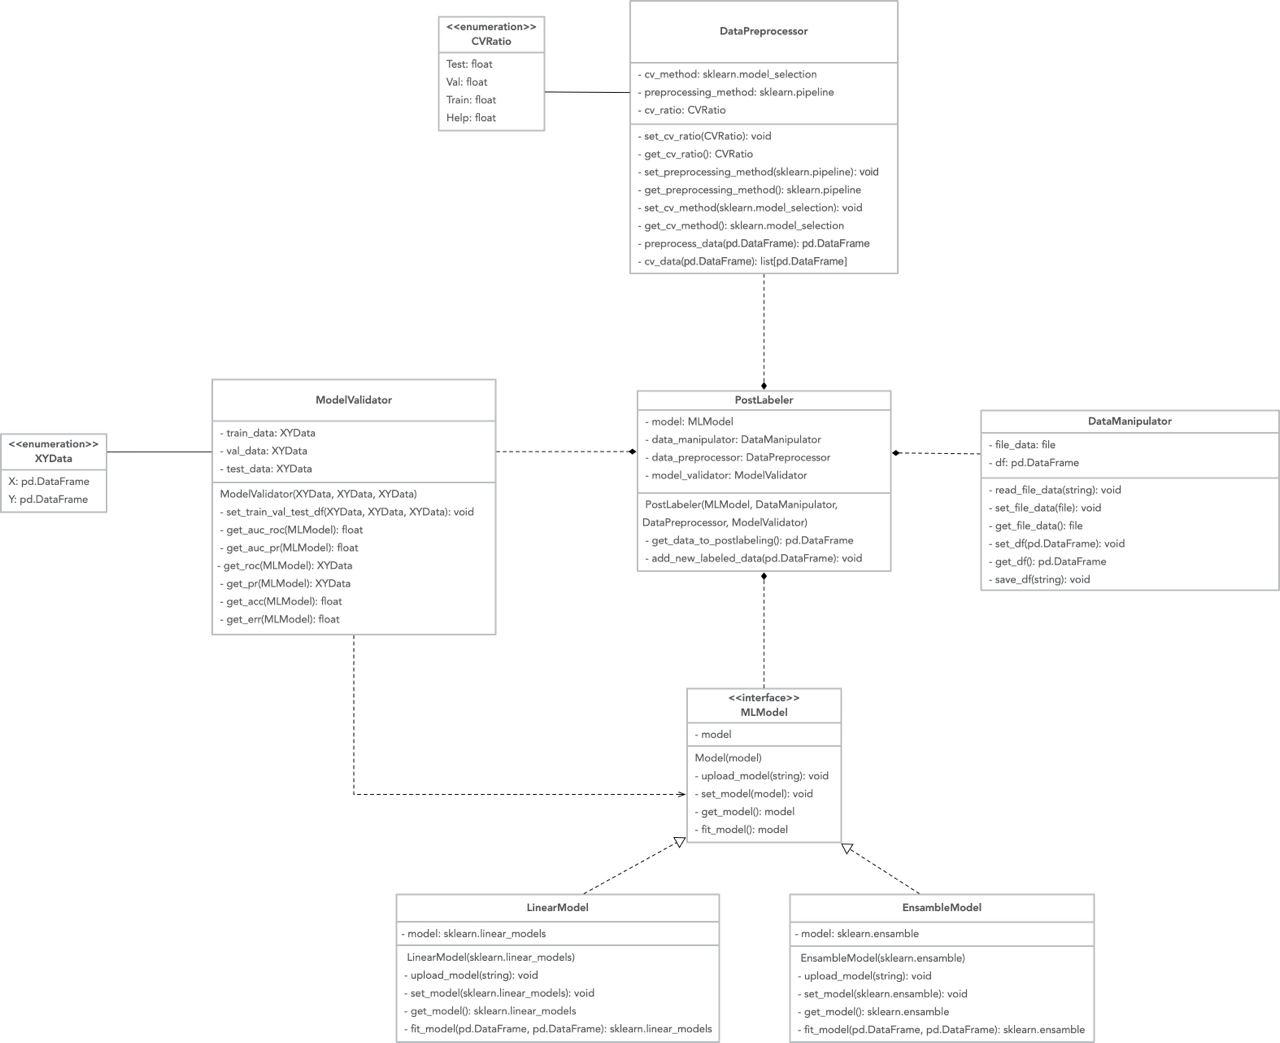 <<enumeration>>
CVRatio
Test: float
Val: float
Train: float
Help: float
DataPreprocessor
- cv_method: sklearn.model_selection
- preprocessing_method: sklearn.pipeline
- cv_ratio: CVRatio
- set_cv_ratio(CVRatio): void
- get_cv_ratio(): CVRatio
- set_preprocessing_method(sklearn.pipeline): void
- get_preprocessing_method(): sklearn.pipeline
- set_cv_method(sklearn.model_selection): void
- get_cv_method(): sklearn.model_selection
- preprocess_data(pd.DataFrame): pd.DataFrame
- cv_data(pd.DataFrame): list[pd.DataFrame]
<<enumeration>>
XYData
X: pd.DataFrame
Y: pd.DataFrame
ModelValidator
- train_data: XYData
- val_data: XYData
- test_data: XYData
ModelValidator(XYData, XYData, XYData)
- set_train_val_test_df(XYData, XYData, XYData): void
- get_auc_roc(MLModel): float
- get_auc_pr(MLModel): float
- get_roc(MLModel): XYData
- get_pr(MLModel): XYData
- get_acc(MLModel): float
- get_err(MLModel): float
PostLabeler
- model: MLModel
- data_manipulator: DataManipulator
- data_preprocessor: DataPreprocessor
- model_validator: ModelValidator
PostLabeler(MLModel, DataManipulator,
DataPreprocessor, ModelValidator)
- get_data_to_postlabeling(): pd.DataFrame
- add_new_labeled_data(pd.DataFrame): void
DataManipulator
- file_data: file
- df: pd.DataFrame
- read_file_data(string): void
- set_file_data(file): void
- get_file_data(): file
- set_df(pd.DataFrame): void
- get_df(): pd.DataFrame
- save_df(string): void
<<interface>>
MLModel
- model
Model(model)
- upload_model(string): void
- set_model(model): void
- get_model(): model
- fit_model(): model
LinearModel
- model: sklearn.linear_models
LinearModel(sklearn.linear_models)
- upload_model(string): void
- set_model(sklearn.linear_models): void
- get_model(): sklearn.linear_models
- fit_model(pd.DataFrame, pd.DataFrame): sklearn.linear_models
EnsambleModel
- model: sklearn.ensamble
EnsambleModel(sklearn.ensamble)
- upload_model(string): void
- set_model(sklearn.ensamble): void
- get_model(): sklearn.ensamble
- fit_model(pd.DataFrame, pd.DataFrame): sklearn.ensamble